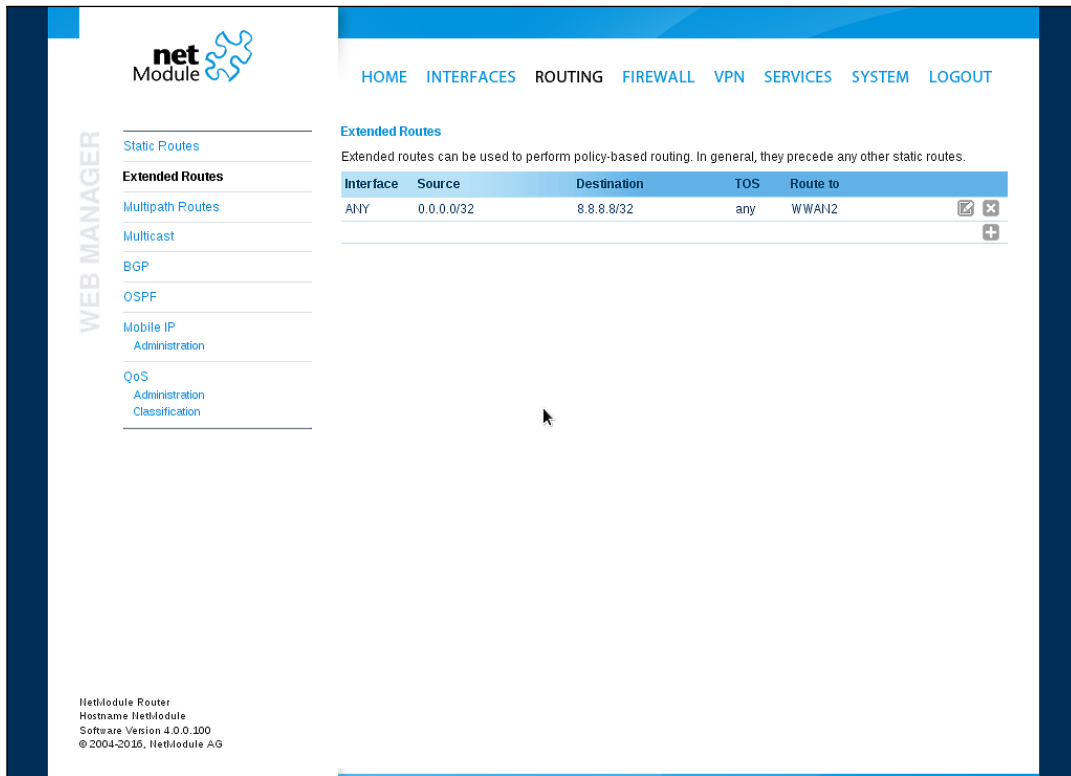 net
Module
HOME INTERFACES ROUTING FIREWALL VPN SERVICES SYSTEM LOGOUT
WEB MANAGER
Static Routes
Extended Routes
Multipath Routes
Multicast
BGP
OSPF
Mobile IP
Administration
QoS
Administration
Classification
Extended Routes
Extended routes can be used to perform policy-based routing. In general, they precede any other static routes.
Interface Source Destination TOS Route to
ANY 0.0.0.0/32 8.8.8.8/32 any WWAN2
NetModule Router
Hostname NetModule
Software Version 4.0.0.100
© 2004-2016, NetModule AG